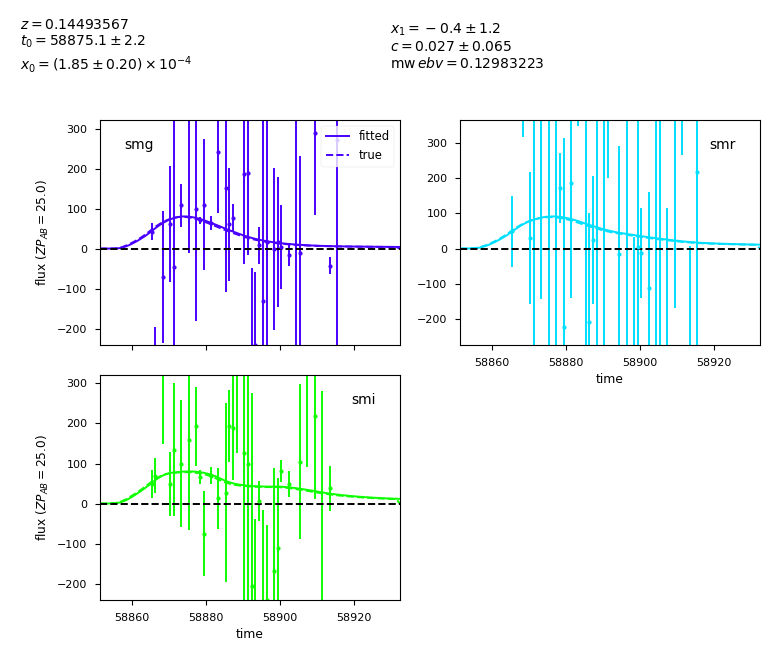 z = 0.14493567
t₀ = 58875.1 ± 2.2
x₀ = (1.85 ± 0.20) × 10⁻⁴
x₁ = −0.4 ± 1.2
c = 0.027 ± 0.065
mw ebv = 0.12983223
smg
fitted
true
300
200
100
0
−100
−200
flux (ZP_AB = 25.0)
smr
300
200
100
0
−100
−200
58860 58880 58900 58920
time
smi
300
200
100
0
−100
−200
flux (ZP_AB = 25.0)
58860 58880 58900 58920
time